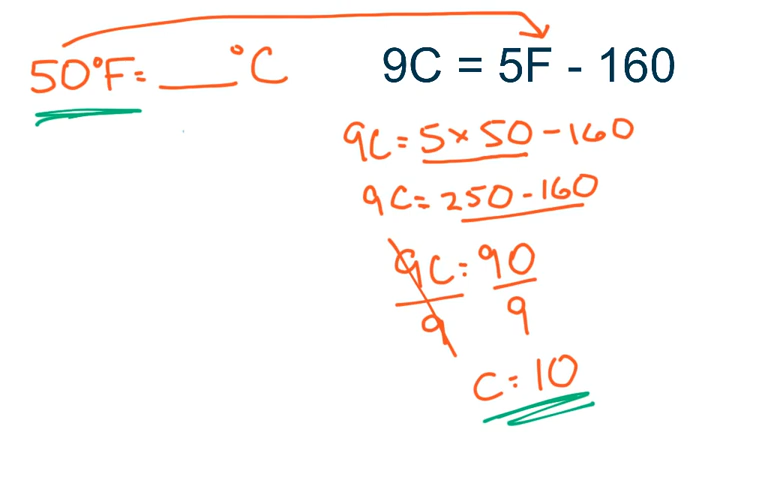 50°F = ___°C
9C = 5F - 160
9C = 5 × 50 - 160
9C = 250 - 160
9C = 90
9 9
C = 10